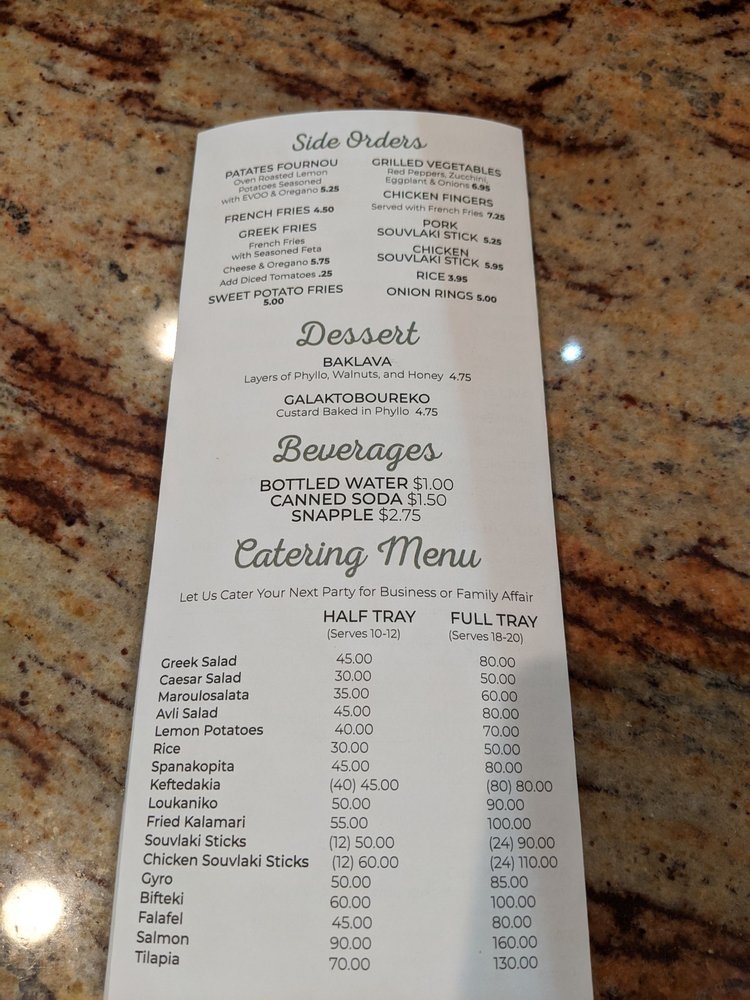 Side Orders
PATATES FOURNOU
Oven Roasted Lemon
Potatoes Seasoned
with EVOO & Oregano 5.25
FRENCH FRIES 4.50
GREEK FRIES
French Fries
with Seasoned Feta
Cheese & Oregano 5.75
Add Diced Tomatoes .25
SWEET POTATO FRIES
5.00
GRILLED VEGETABLES
Red Peppers, Zucchini,
Eggplant & Onions 6.95
CHICKEN FINGERS
Served with French Fries 7.25
PORK
SOUVLAKI STICK 5.25
CHICKEN
SOUVLAKI STICK 5.95
RICE 3.95
ONION RINGS 5.00
Dessert
BAKLAVA
Layers of Phyllo, Walnuts, and Honey 4.75
GALAKTOBOUREKO
Custard Baked in Phyllo 4.75
Beverages
BOTTLED WATER $1.00
CANNED SODA $1.50
SNAPPLE $2.75
Catering Menu
Let Us Cater Your Next Party for Business or Family Affair
HALF TRAY FULL TRAY
(Serves 10-12) (Serves 18-20)
Greek Salad 45.00 80.00
Caesar Salad 30.00 50.00
Maroulosalata 35.00 60.00
Avli Salad 45.00 80.00
Lemon Potatoes 40.00 70.00
Rice 30.00 50.00
Spanakopita 45.00 80.00
Keftedakia (40) 45.00 (80) 80.00
Loukaniko 50.00 90.00
Fried Kalamari 55.00 100.00
Souvlaki Sticks (12) 50.00 (24) 90.00
Chicken Souvlaki Sticks (12) 60.00 (24) 110.00
Gyro 50.00 85.00
Bifteki 60.00 100.00
Falafel 45.00 80.00
Salmon 90.00 160.00
Tilapia 70.00 130.00